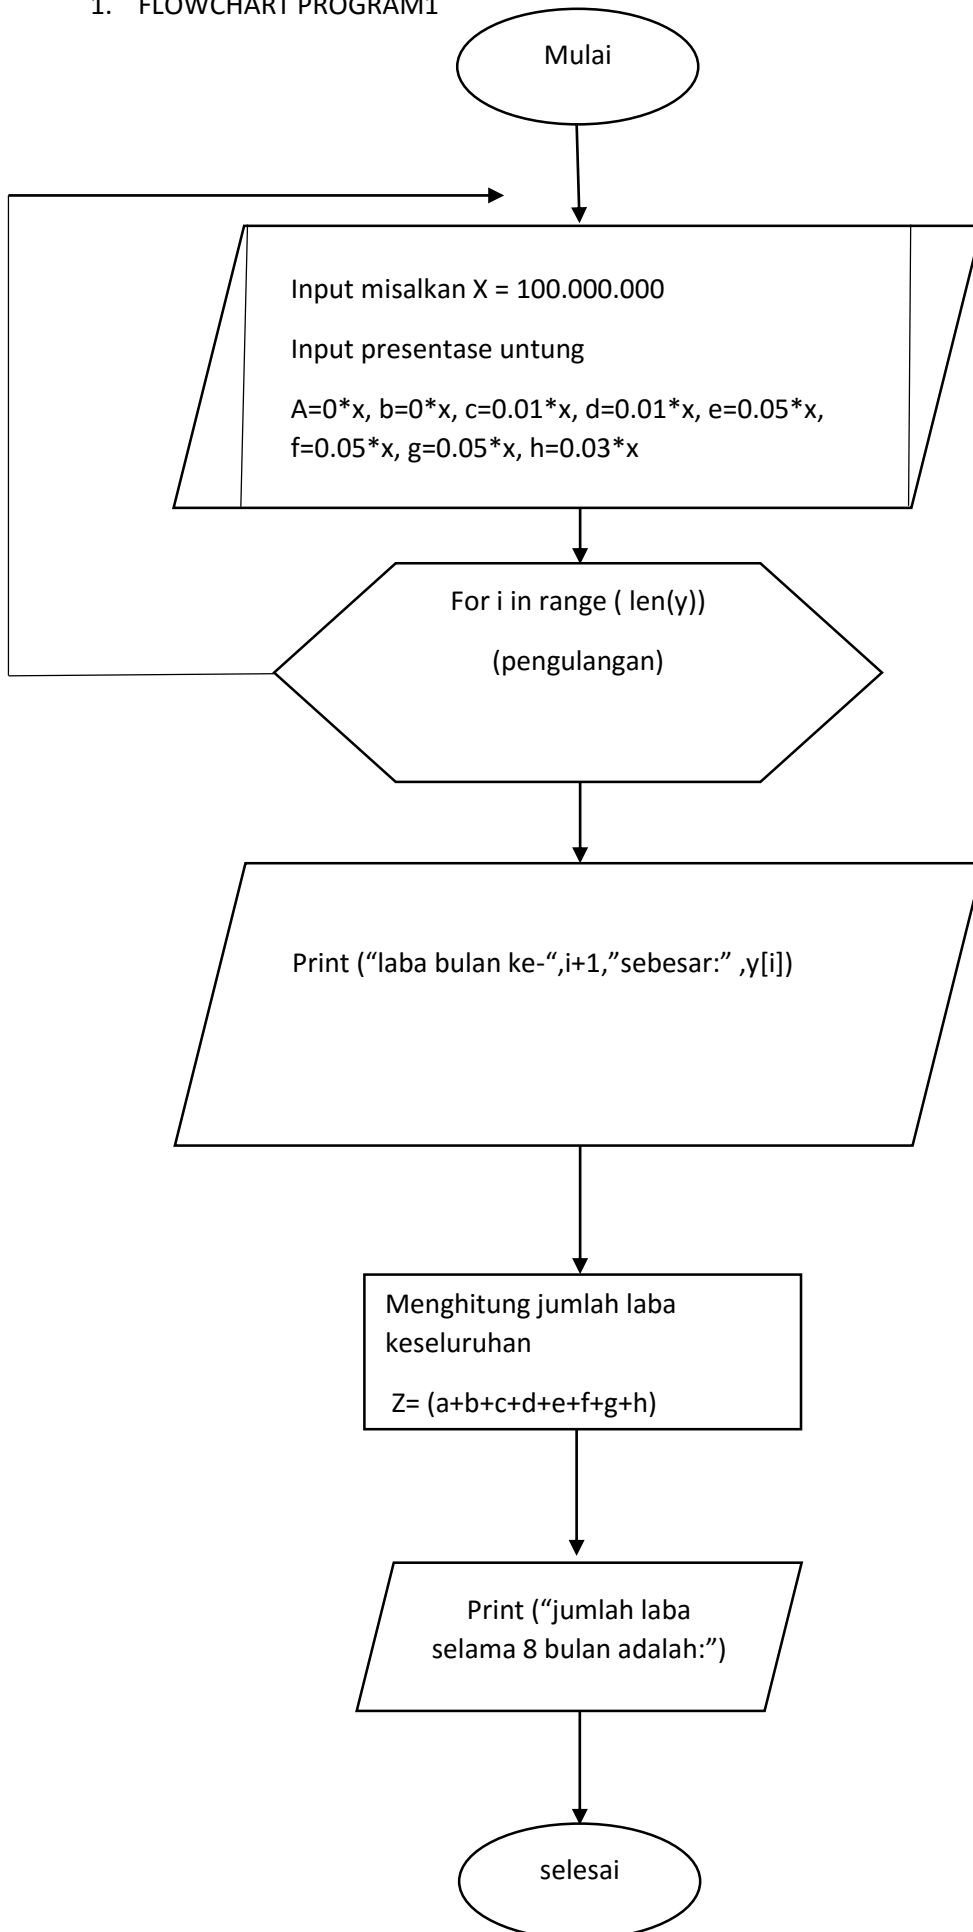 1. FLOWCHART PROGRAM1
Mulai
Input misalkan X = 100.000.000
Input presentase untung
A=0*x, b=0*x, c=0.01*x, d=0.01*x, e=0.05*x,
f=0.05*x, g=0.05*x, h=0.03*x
For i in range ( len(y))
(pengulangan)
Print (“laba bulan ke-“,i+1,”sebesar:” ,y[i])
Menghitung jumlah laba
keseluruhan
Z= (a+b+c+d+e+f+g+h)
Print (“jumlah laba
selama 8 bulan adalah:”)
selesai